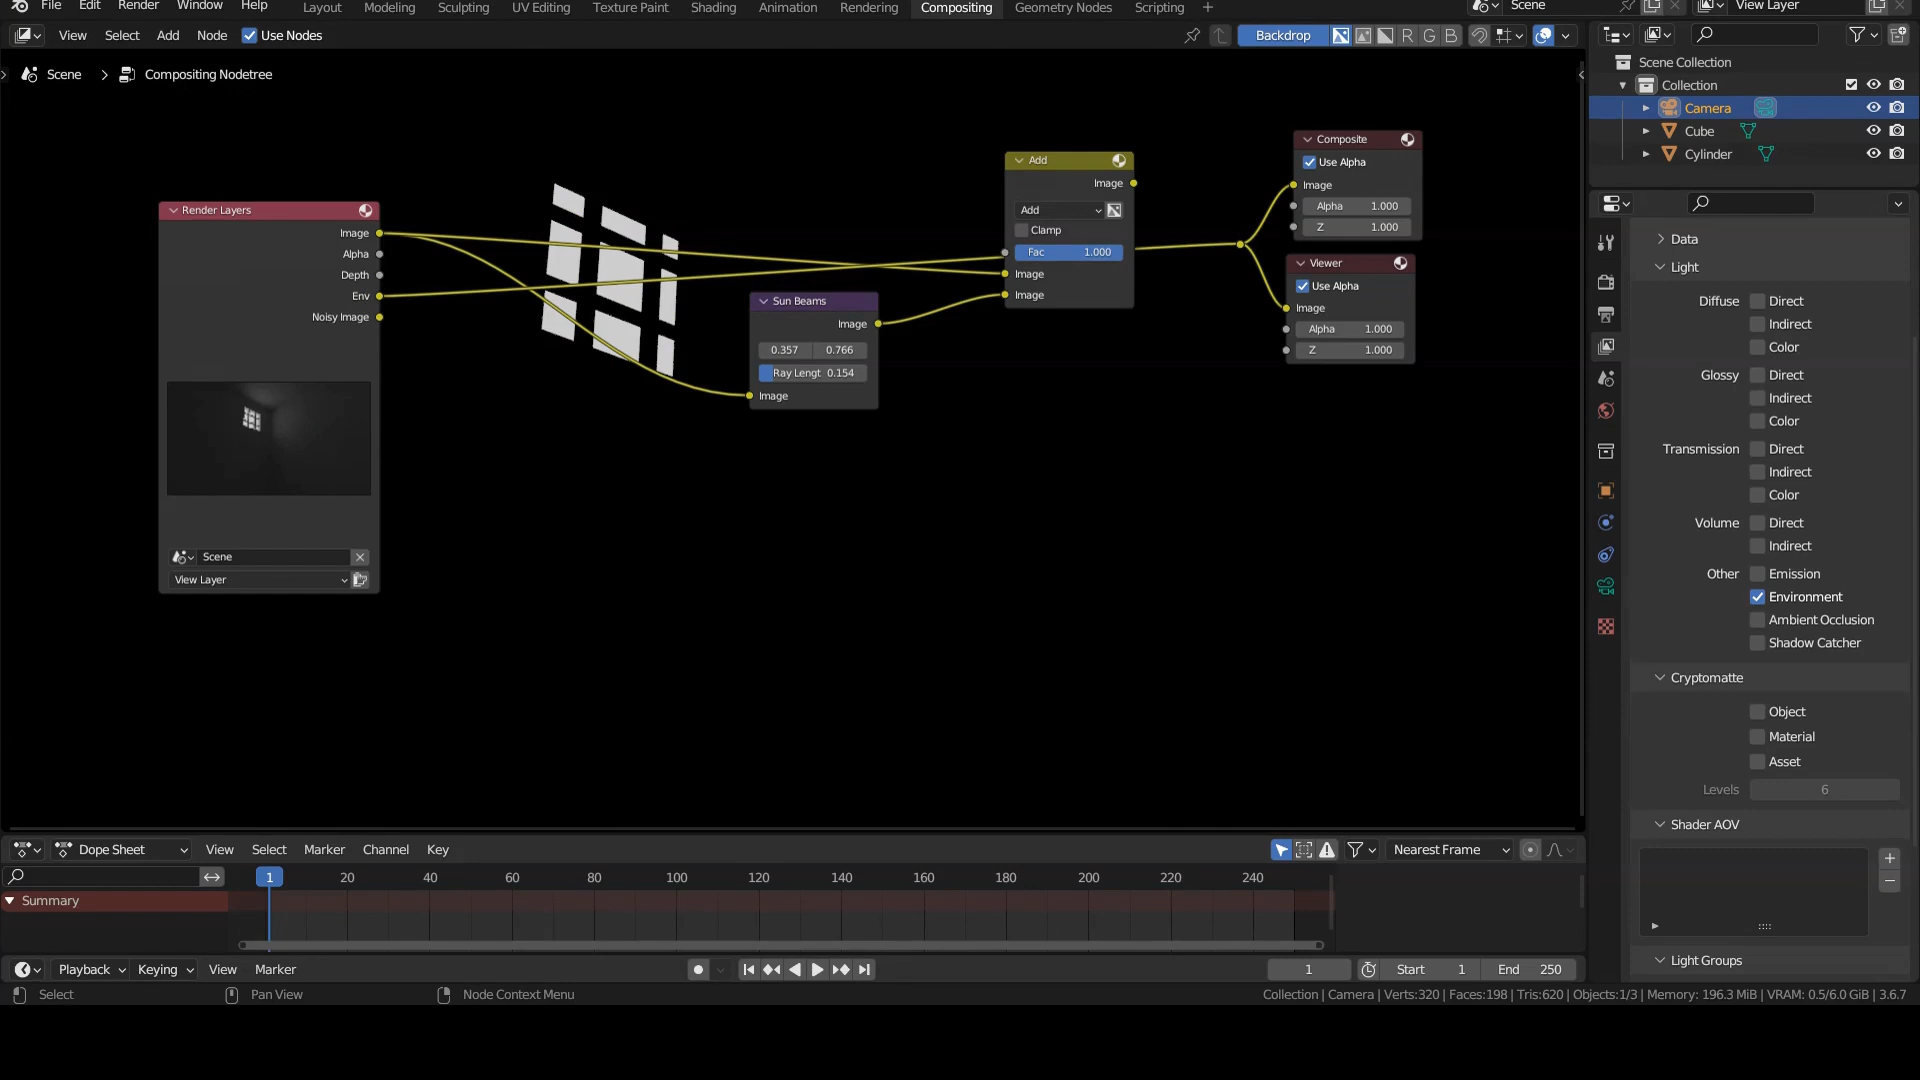 File Edit Render Window Help Layout Modeling Sculpting UV Editing Texture Paint Shading Animation Rendering Compositing Geometry Nodes Scripting + Scene View Layer
View Select Add Node Use Nodes Backdrop R G B
Scene > Compositing Nodetree
Scene Collection
Collection
Camera
Cube
Cylinder
Render Layers
Image
Alpha
Depth
Env
Noisy Image
Scene
View Layer
Sun Beams
Image
0.357 0.766
Ray Lengt 0.154
Image
Add
Image
Add
Clamp
Fac 1.000
Image
Image
Composite
Use Alpha
Image
Alpha 1.000
Z 1.000
Viewer
Use Alpha
Image
Alpha 1.000
Z 1.000
Data
Light
Diffuse Direct
Indirect
Color
Glossy Direct
Indirect
Color
Transmission Direct
Indirect
Color
Volume Direct
Indirect
Other Emission
Environment
Ambient Occlusion
Shadow Catcher
Cryptomatte
Object
Material
Asset
Levels 6
Shader AOV
Light Groups
Dope Sheet View Select Marker Channel Key Nearest Frame
1 20 40 60 80 100 120 140 160 180 200 220 240
Summary
Playback Keying View Marker 1 Start 1 End 250
Select Pan View Node Context Menu Collection | Camera | Verts:320 | Faces:198 | Tris:620 | Objects:1/3 | Memory: 196.3 MiB | VRAM: 0.5/6.0 GiB | 3.6.7